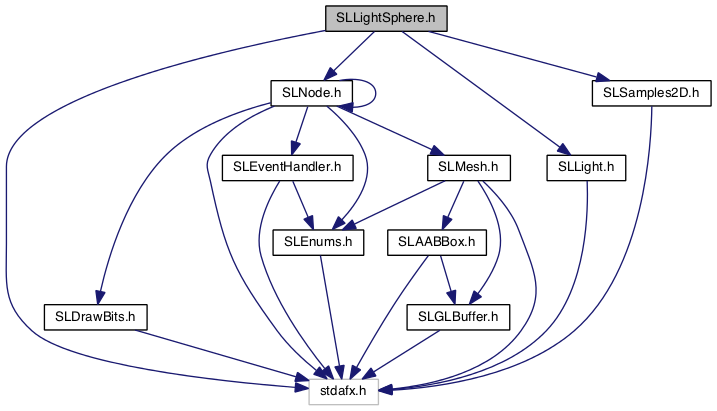 SLLightSphere.h
SLNode.h
SLSamples2D.h
SLEventHandler.h
SLMesh.h
SLLight.h
SLEnums.h
SLAABBox.h
SLDrawBits.h
SLGLBuffer.h
stdafx.h